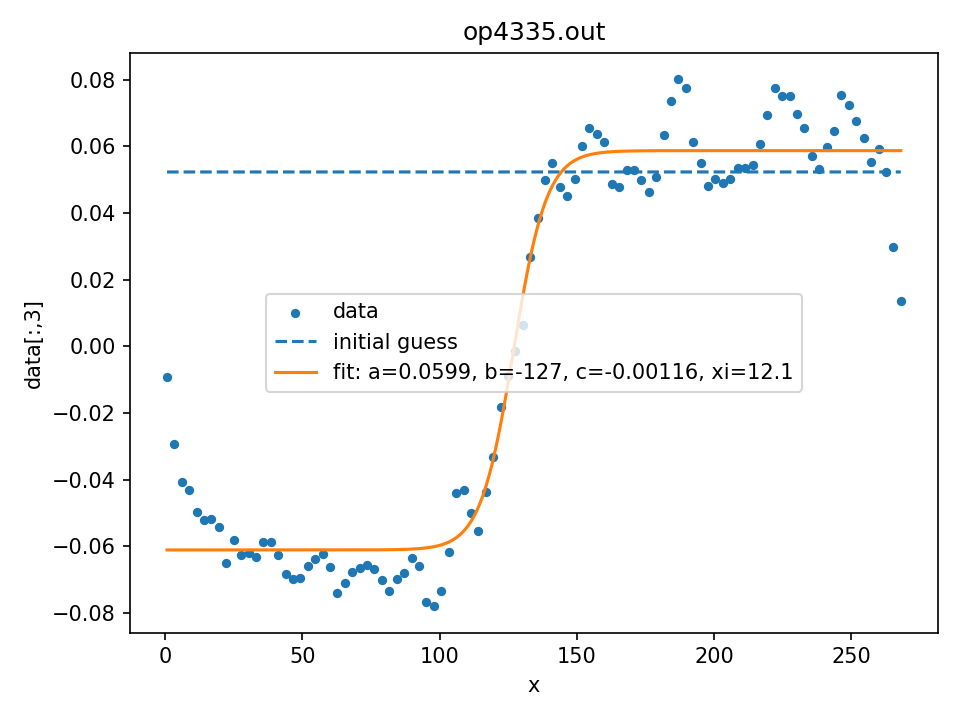 op4335.out
0.08
0.06
0.04
0.02
0.00
−0.02
−0.04
−0.06
−0.08
data[:,3]
data
initial guess
fit: a=0.0599, b=-127, c=-0.00116, xi=12.1
0 50 100 150 200 250
x